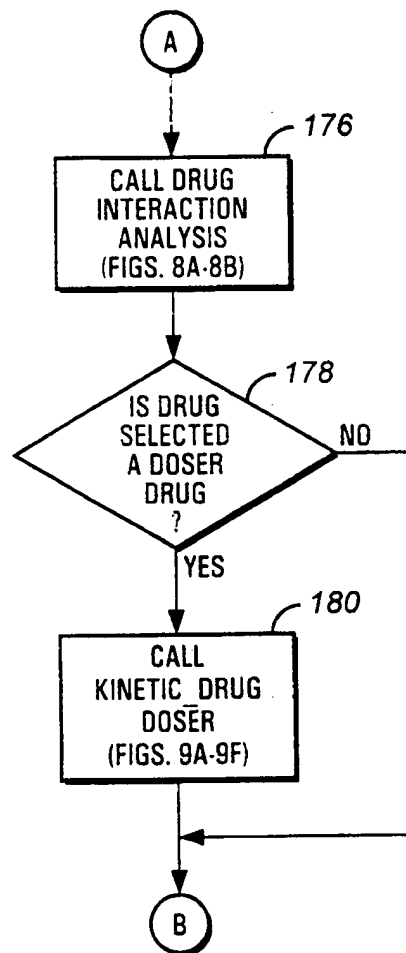 A
176
CALL DRUG
INTERACTION
ANALYSIS
(FIGS. 8A-8B)
178
IS DRUG
SELECTED
A DOSER
DRUG
?
NO
YES
180
CALL
KINETIC_DRUG
DOSER
(FIGS. 9A-9F)
B